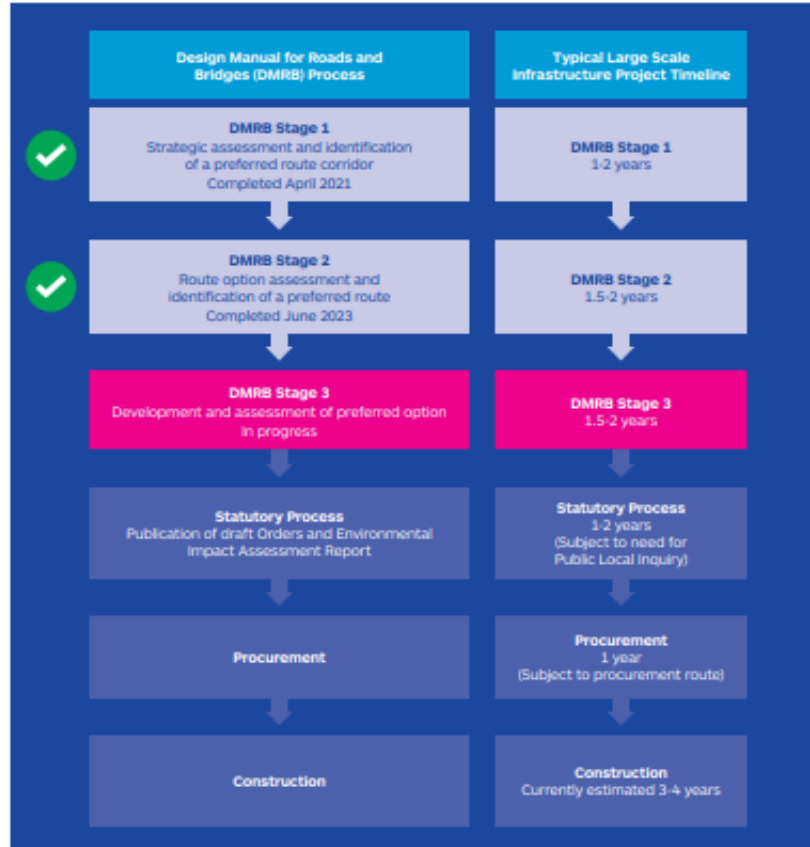 Design Manual for Roads and
Bridges (DMRB) Process
Typical Large Scale
Infrastructure Project Timeline
DMRB Stage 1
Strategic assessment and identification
of a preferred route corridor
Completed April 2021
DMRB Stage 1
1-2 years
DMRB Stage 2
Route option assessment and
identification of a preferred route
Completed June 2023
DMRB Stage 2
1.5-2 years
DMRB Stage 3
Development and assessment of preferred option
in progress
DMRB Stage 3
1.5-2 years
Statutory Process
Publication of draft Orders and Environmental
Impact Assessment Report
Statutory Process
1-2 years
(Subject to need for
Public Local Inquiry)
Procurement
Procurement
1 year
(Subject to procurement route)
Construction
Construction
Currently estimated 3-4 years